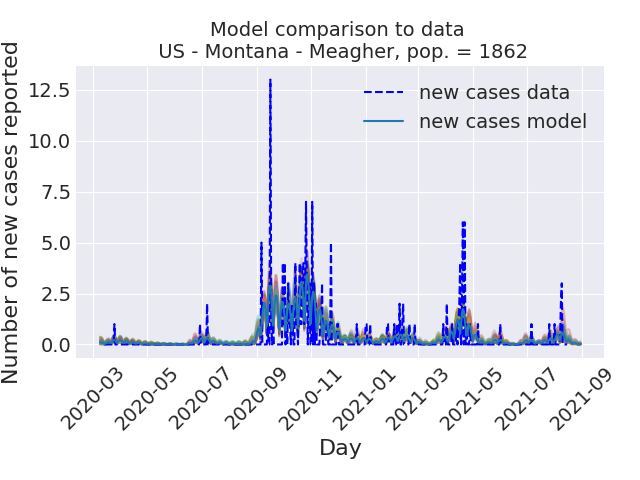 Model comparison to data
US - Montana - Meagher, pop. = 1862
Number of new cases reported
12.5
10.0
7.5
5.0
2.5
0.0
new cases data
new cases model
2020-03
2020-05
2020-07
2020-09
2020-11
2021-01
2021-03
2021-05
2021-07
2021-09
Day